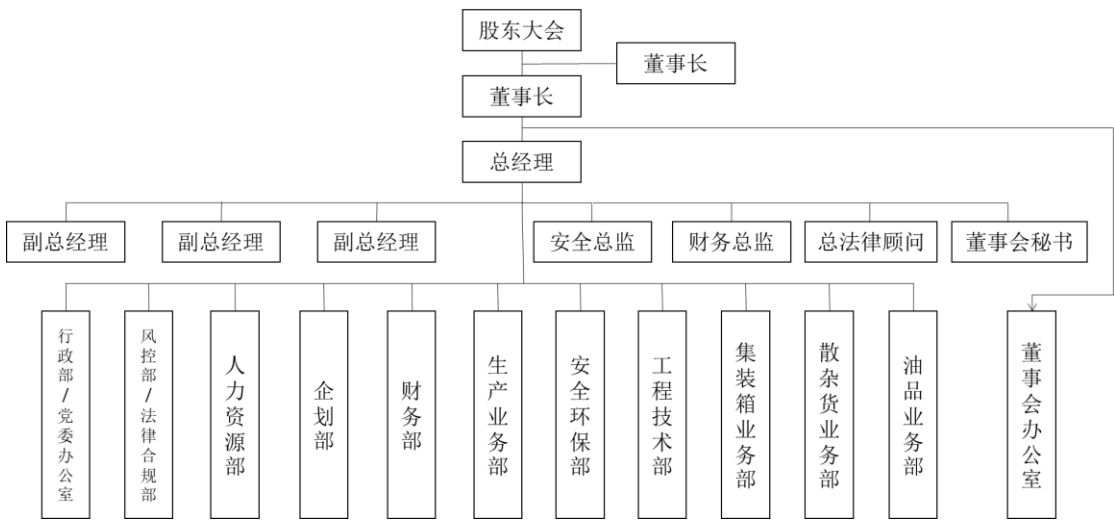 股东大会
董事长
董事长
总经理
副总经理
副总经理
副总经理
安全总监
财务总监
总法律顾问
董事会秘书
行政部/党委办公室
风控部/法律合规部
人力资源部
企划部
财务部
生产业务部
安全环保部
工程技术部
集装箱业务部
散杂货业务部
油品业务部
董事会办公室